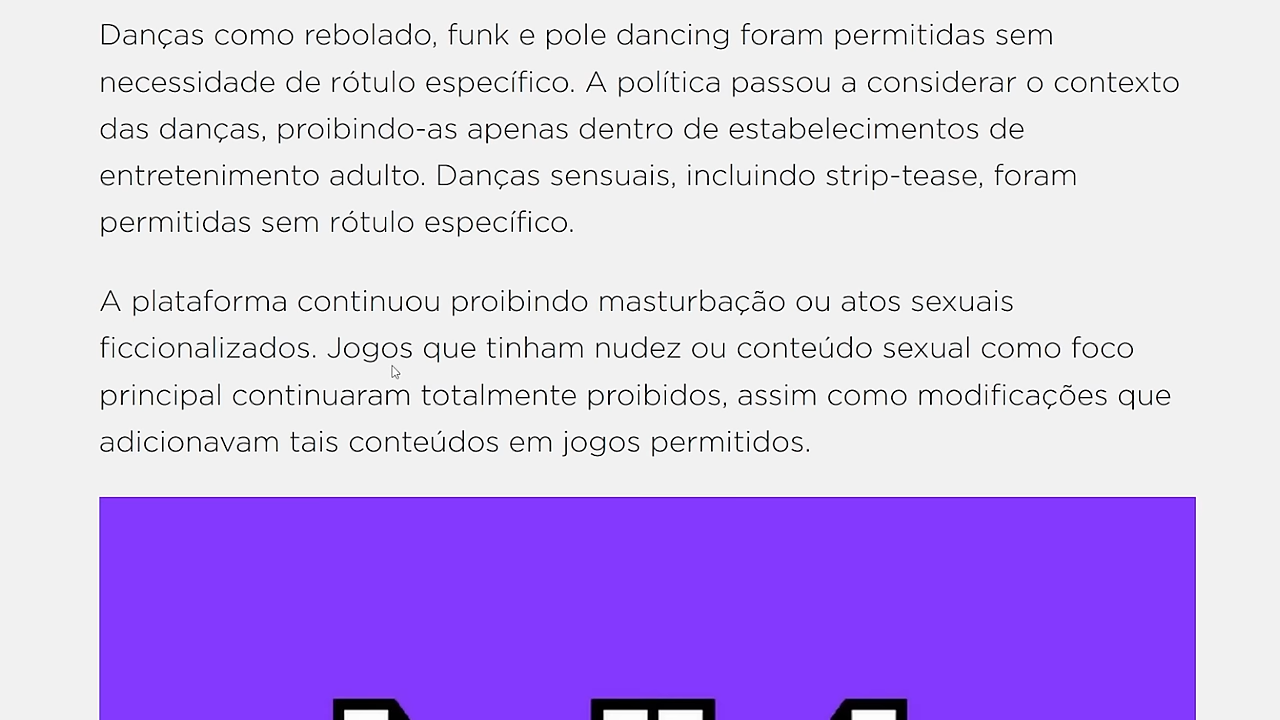 Danças como rebolado, funk e pole dancing foram permitidas sem
necessidade de rótulo específico. A política passou a considerar o contexto
das danças, proibindo-as apenas dentro de estabelecimentos de
entretenimento adulto. Danças sensuais, incluindo strip-tease, foram
permitidas sem rótulo específico.
A plataforma continuou proibindo masturbação ou atos sexuais
ficcionalizados. Jogos que tinham nudez ou conteúdo sexual como foco
principal continuaram totalmente proibidos, assim como modificações que
adicionavam tais conteúdos em jogos permitidos.